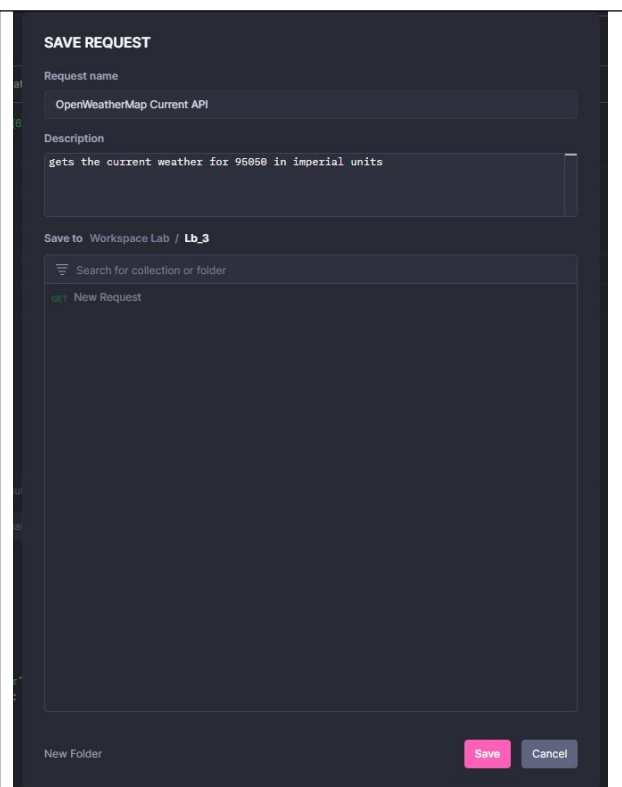 SAVE REQUEST
Request name
OpenWeatherMap Current API
Description
gets the current weather for 95050 in imperial units
Save to Workspace Lab / Lb_3
Search for collection or folder
GET New Request
New Folder
Save
Cancel